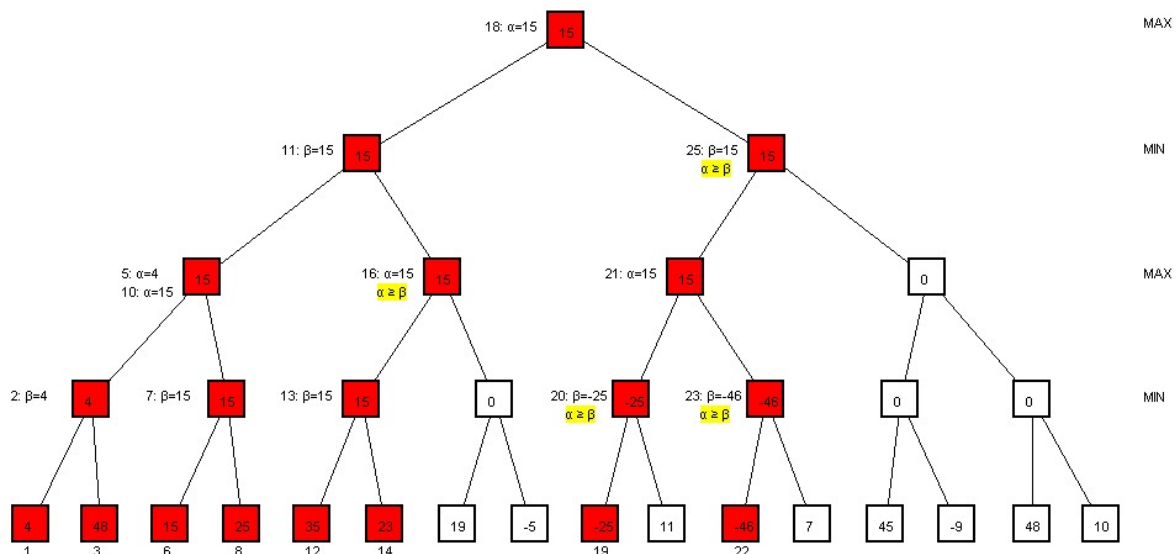 18: α=15 15 MAX
11: β=15 15 25: β=15 15 MIN
α ≥ β
5: α=4 15 16: α=15 15 21: α=15 15 0 MAX
10: α=15 α ≥ β
2: β=4 4 7: β=15 15 13: β=15 15 0 20: β=-25 -25 23: β=-46 -46 0 0 MIN
α ≥ β α ≥ β
4 48 15 25 35 23 19 -5 -25 11 -46 7 45 -9 48 10
1 3 6 8 12 14 19 22